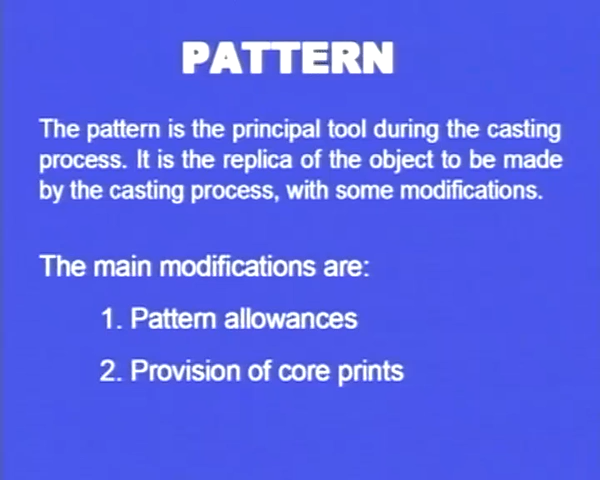 PATTERN
The pattern is the principal tool during the casting
process. It is the replica of the object to be made
by the casting process, with some modifications.
The main modifications are:
1. Pattern allowances
2. Provision of core prints